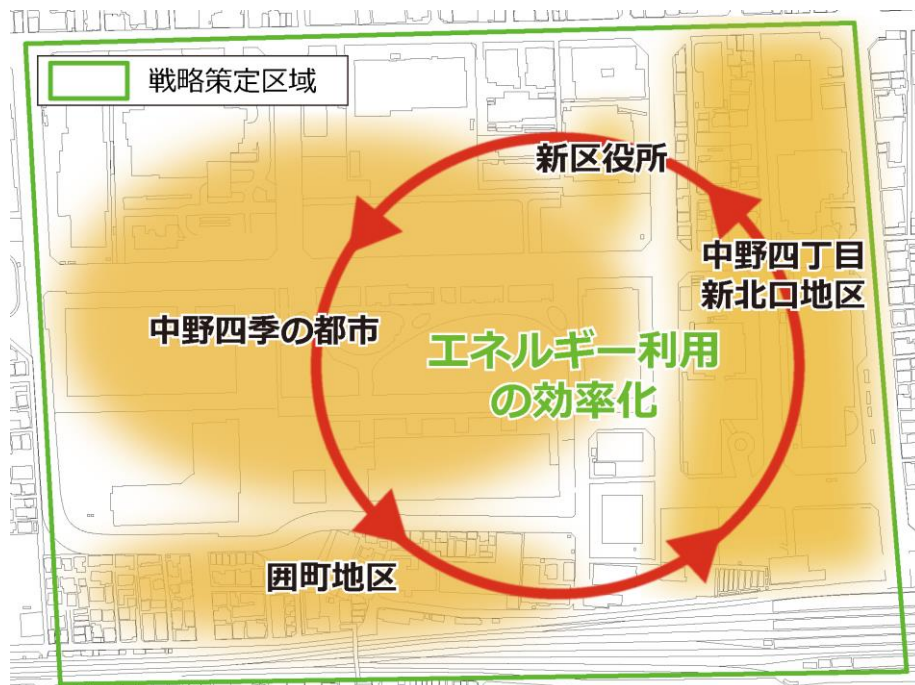 戦略策定区域
新区役所
中野四丁目
新北口地区
中野四季の都市
エネルギー利用
の効率化
囲町地区